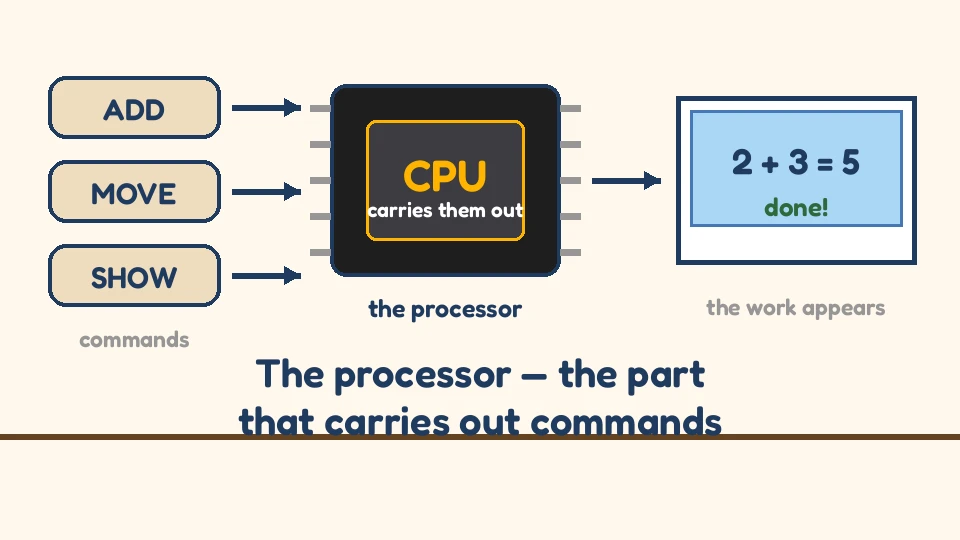 ADD
MOVE
SHOW
commands
CPU
carries them out
the processor
2 + 3 = 5
done!
the work appears
The processor — the part
that carries out commands